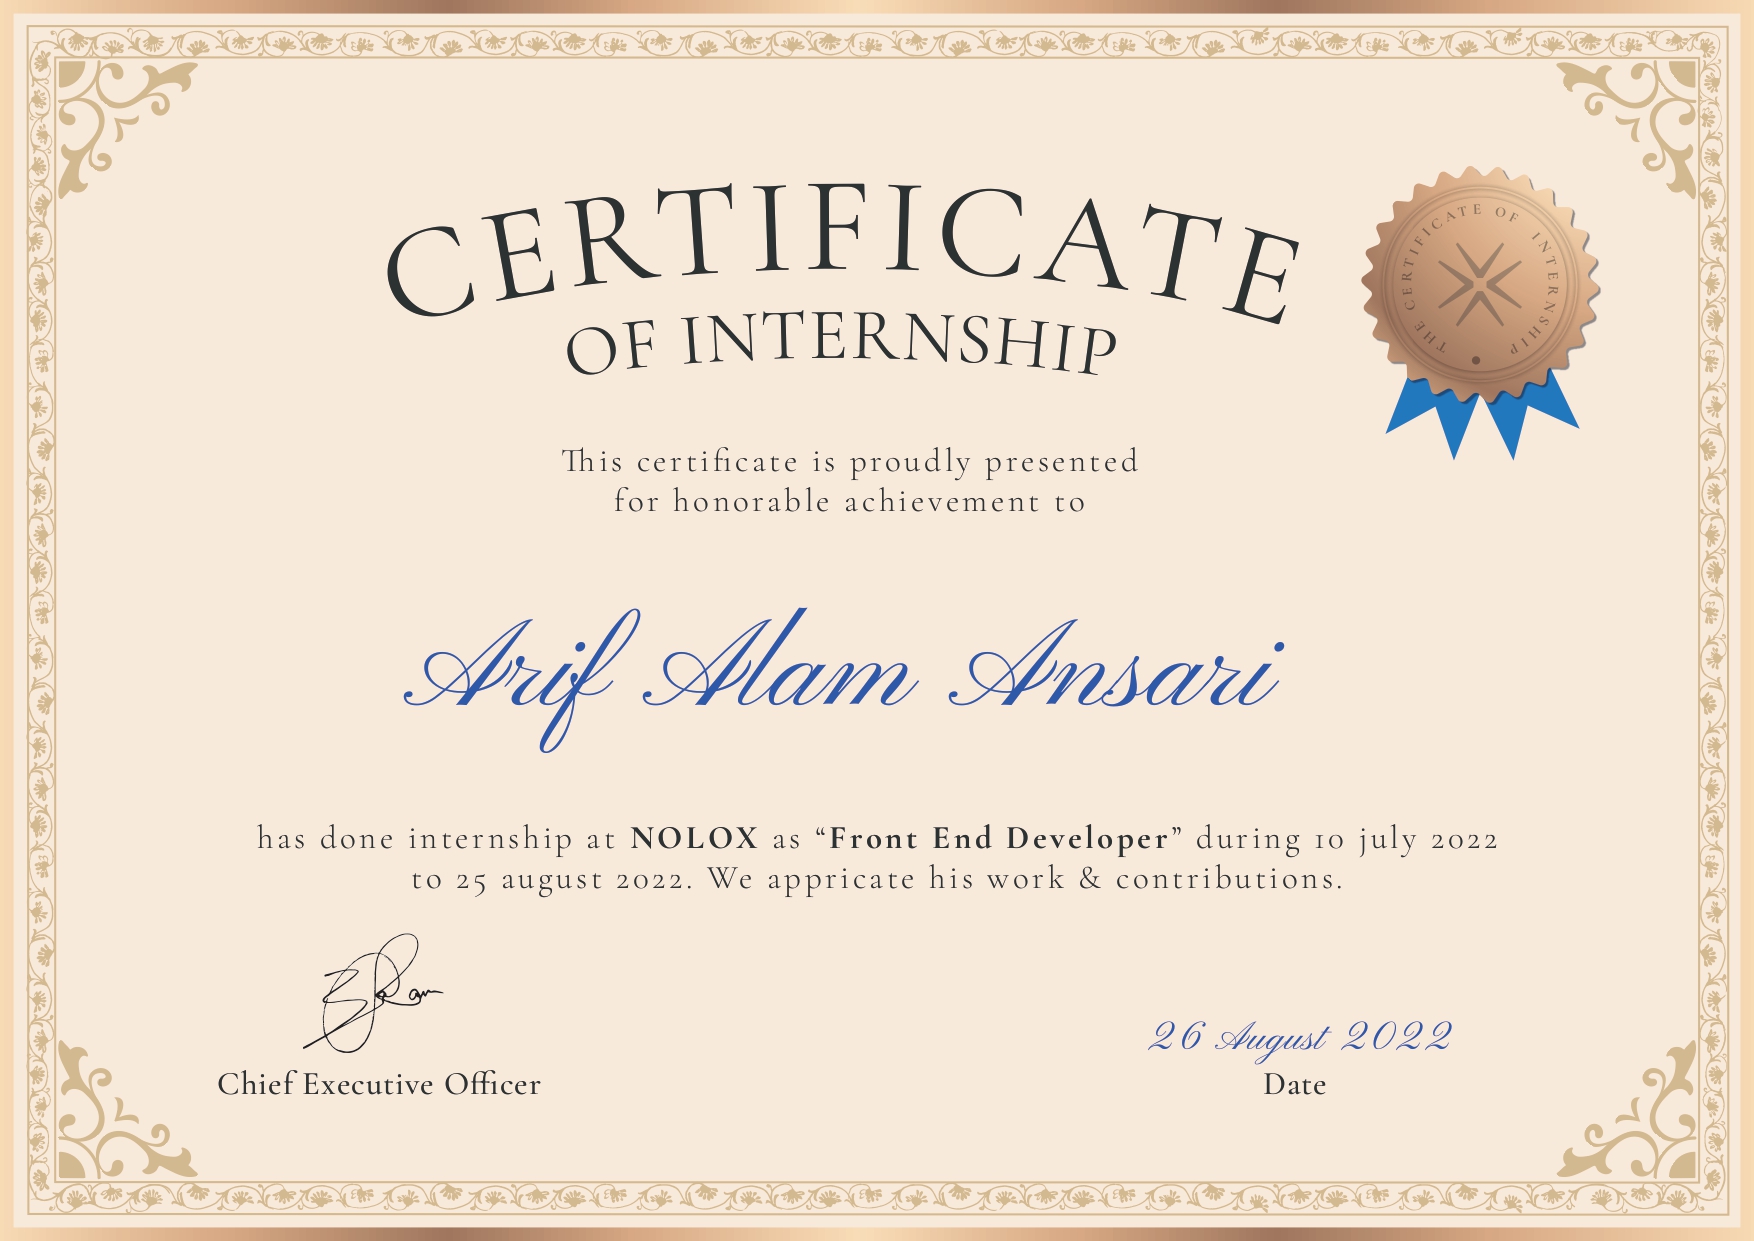 CERTIFICATE
OF INTERNSHIP
THE CERTIFICATE OF INTERNSHIP
This certificate is proudly presented
for honorable achievement to
Arif Alam Ansari
has done internship at NOLOX as “Front End Developer” during 10 july 2022
to 25 august 2022. We appricate his work & contributions.
26 August 2022
Chief Executive Officer
Date